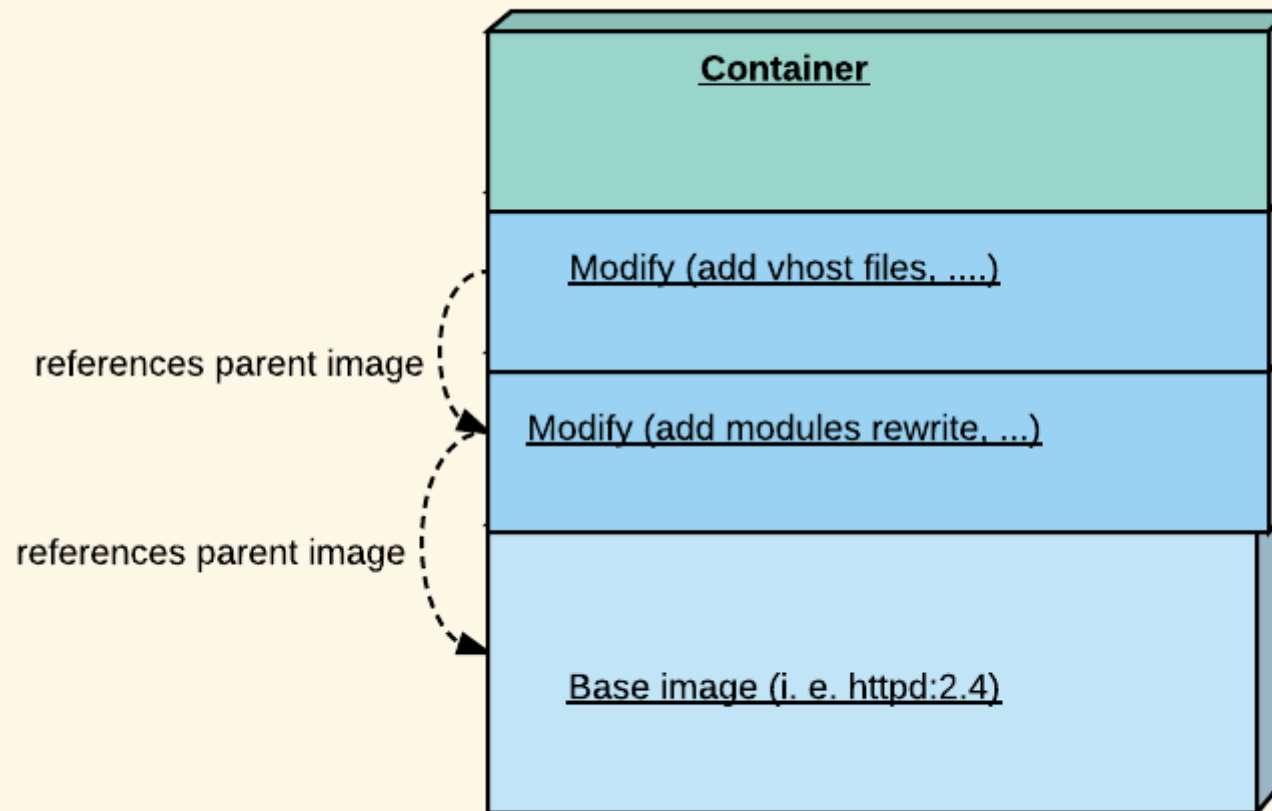 Container
Modify (add vhost files, ....)
references parent image
Modify (add modules rewrite, ...)
references parent image
Base image (i. e. httpd:2.4)